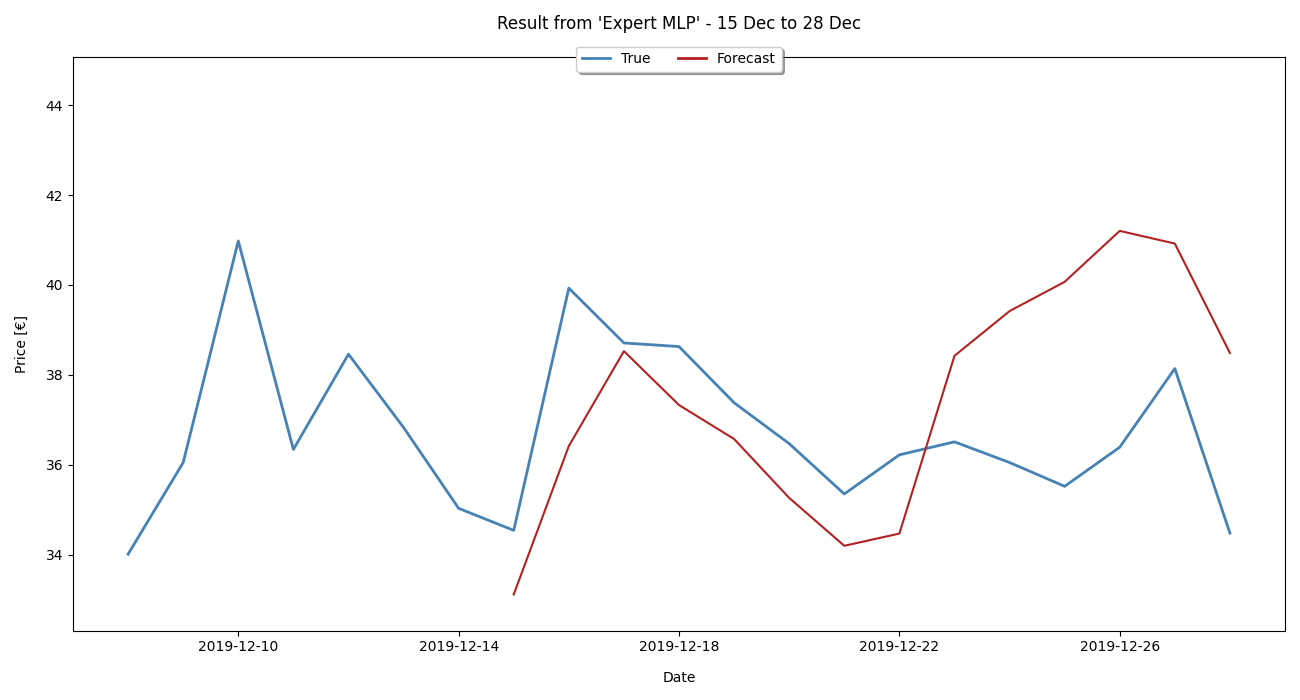 Result from 'Expert MLP' - 15 Dec to 28 Dec
True Forecast
44
42
40
38
36
34
Price [€]
2019-12-10 2019-12-14 2019-12-18 2019-12-22 2019-12-26
Date